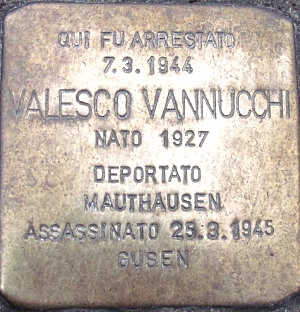 QUI FU ARRESTATO
7.3.1944
VALESCO VANNUCCHI
NATO 1927
DEPORTATO
MAUTHAUSEN
ASSASSINATO 25.3.1945
GUSEN